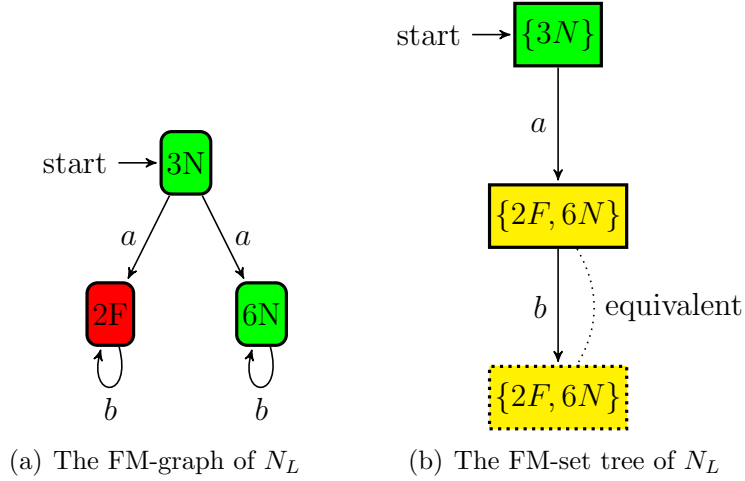 start
3N
a
a
2F
6N
b
b
(a) The FM-graph of $N_L$
start
{3N}
a
{2F, 6N}
b
equivalent
{2F, 6N}
(b) The FM-set tree of $N_L$